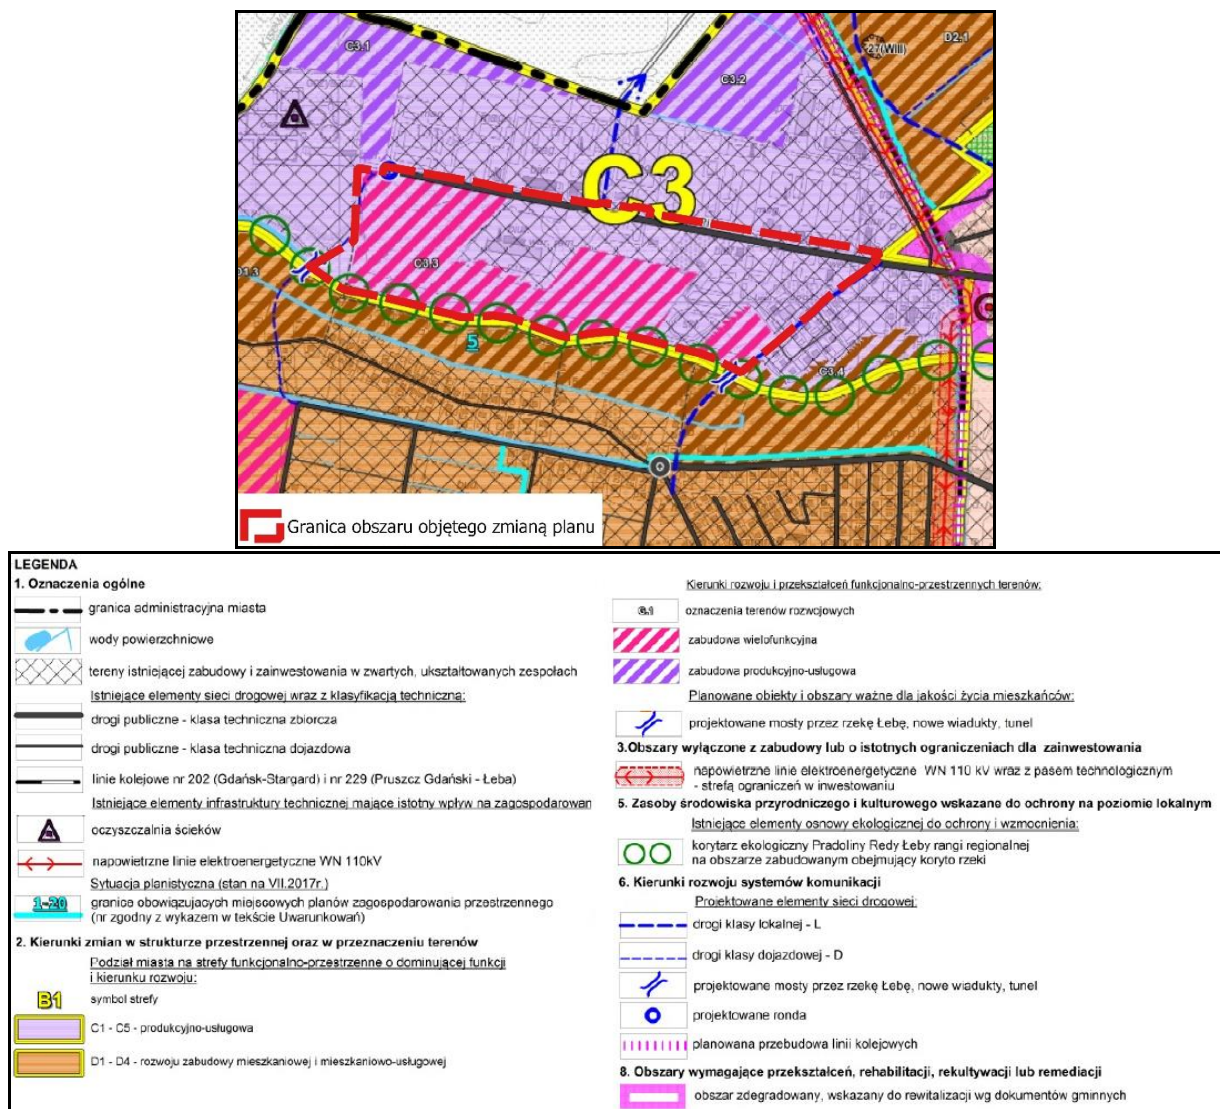 C3.1
C3.2
27(WIII)
D2.1
C3
C3.3
D1.3
5
C3.4
Granica obszaru objętego zmianą planu
LEGENDA
1. Oznaczenia ogólne
granica administracyjna miasta
wody powierzchniowe
tereny istniejącej zabudowy i zainwestowania w zwartych, ukształtowanych zespołach
Istniejące elementy sieci drogowej wraz z klasyfikacją techniczną:
drogi publiczne - klasa techniczna zbiorcza
drogi publiczne - klasa techniczna dojazdowa
linie kolejowe nr 202 (Gdańsk-Stargard) i nr 229 (Pruszcz Gdański - Łeba)
Istniejące elementy infrastruktury technicznej mające istotny wpływ na zagospodarowan
oczyszczalnia ścieków
napowietrzne linie elektroenergetyczne WN 110kV
Sytuacja planistyczna (stan na VII.2017r.)
1-20
granice obowiązujacych miejscowych planów zagospodarowania przestrzennego
(nr zgodny z wykazem w tekście Uwarunkowań)
2. Kierunki zmian w strukturze przestrzennej oraz w przeznaczeniu terenów
Podział miasta na strefy funkcjonalno-przestrzenne o dominującej funkcji
i kierunku rozwoju:
B1
symbol strefy
C1 - C5 - produkcyjno-usługowa
D1 - D4 - rozwoju zabudowy mieszkaniowej i mieszkaniowo-usługowej
Kierunki rozwoju i przekształceń funkcjonalno-przestrzennych terenów:
G.1
oznaczenia terenów rozwojowych
zabudowa wielofunkcyjna
zabudowa produkcyjno-usługowa
Planowane obiekty i obszary ważne dla jakości życia mieszkańców:
projektowane mosty przez rzekę Łebę, nowe wiadukty, tunel
3.Obszary wyłączone z zabudowy lub o istotnych ograniczeniach dla zainwestowania
napowietrzne linie elektroenergetyczne WN 110 kV wraz z pasem technologicznym
- strefą ograniczeń w inwestowaniu
5. Zasoby środowiska przyrodniczego i kulturowego wskazane do ochrony na poziomie lokalnym
Istniejące elementy osnowy ekologicznej do ochrony i wzmocnienia:
korytarz ekologiczny Pradoliny Redy Łeby rangi regionalnej
na obszarze zabudowanym obejmujący koryto rzeki
6. Kierunki rozwoju systemów komunikacji
Projektowane elementy sieci drogowej:
drogi klasy lokalnej - L
drogi klasy dojazdowej - D
projektowane mosty przez rzekę Łebę, nowe wiadukty, tunel
projektowane ronda
planowana przebudowa linii kolejowych
8. Obszary wymagające przekształceń, rehabilitacji, rekultywacji lub remediacji
obszar zdegradowany, wskazany do rewitalizacji wg dokumentów gminnych